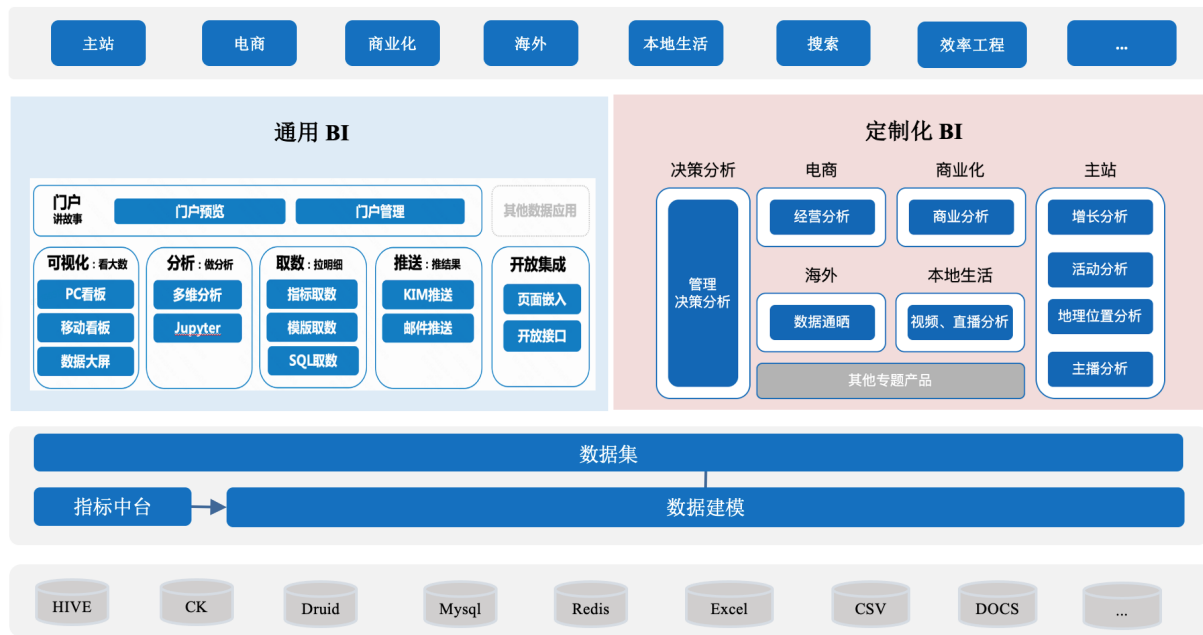 主站
电商
商业化
海外
本地生活
搜索
效率工程
...
通用 BI
门户
讲故事
门户预览
门户管理
其他数据应用
可视化：看大数
PC看板
移动看板
数据大屏
分析：做分析
多维分析
Jupyter
取数：拉明细
指标取数
模版取数
SQL取数
推送：推结果
KIM推送
邮件推送
开放集成
页面嵌入
开放接口
定制化 BI
决策分析
管理
决策分析
电商
经营分析
商业化
商业分析
海外
数据通晒
本地生活
视频、直播分析
其他专题产品
主站
增长分析
活动分析
地理位置分析
主播分析
数据集
指标中台
数据建模
HIVE
CK
Druid
Mysql
Redis
Excel
CSV
DOCS
...